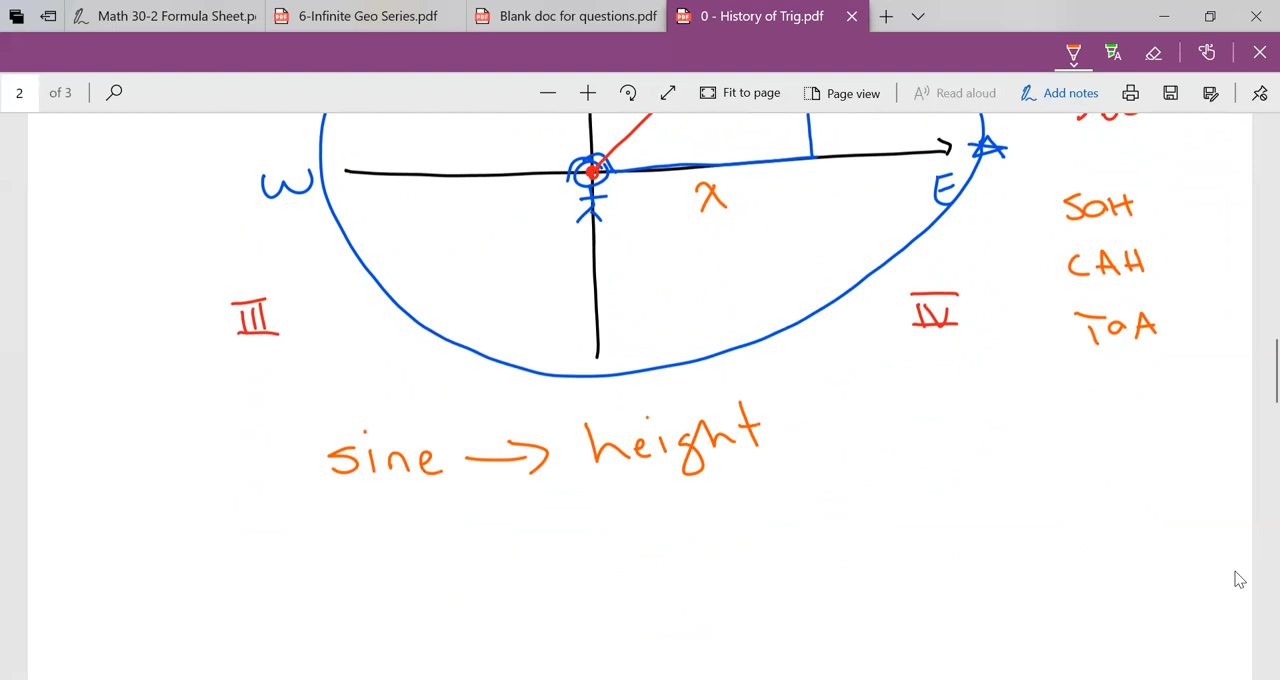 Math 30-2 Formula Sheet.p
6-Infinite Geo Series.pdf
Blank doc for questions.pdf
0 - History of Trig.pdf
2 of 3
Fit to page
Page view
Read aloud
Add notes
W
E
x
SOH
CAH
TOA
III
IV
sine → height